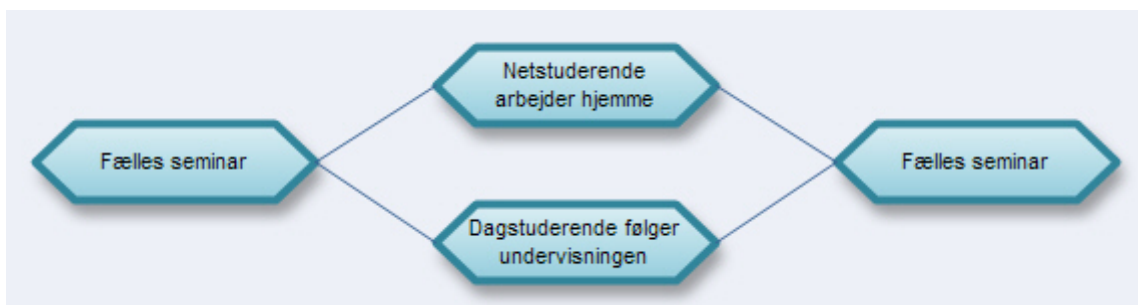 Fælles seminar
Netstuderende
arbejder hjemme
Dagstuderende følger
undervisningen
Fælles seminar